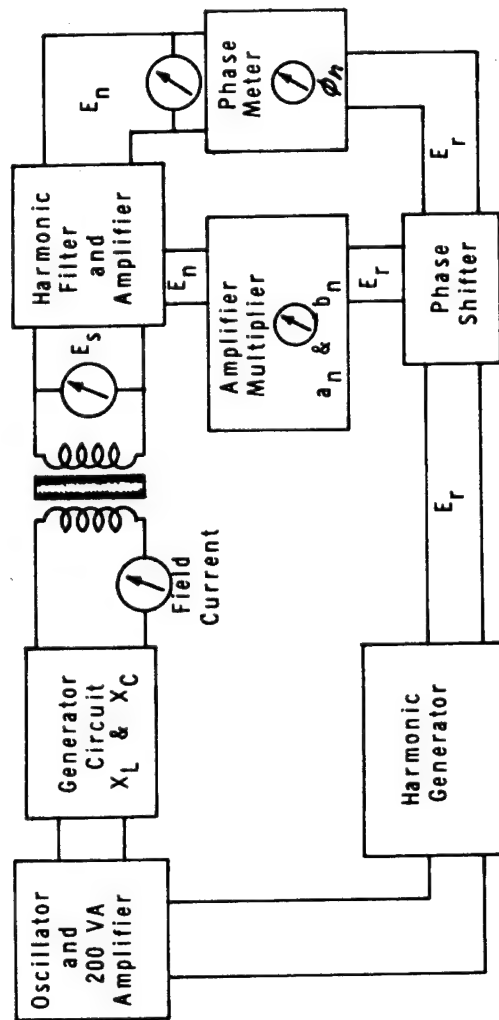 Oscillator
and
200 VA
Amplifier
Generator
Circuit
X_L & X_C
Field
Current
E_s
Harmonic
Filter
and
Amplifier
E_n
E_n
Phase
Meter
ϕ_n
Amplifier
Multiplier
a_n & b_n
E_r
E_r
Phase
Shifter
E_r
Harmonic
Generator